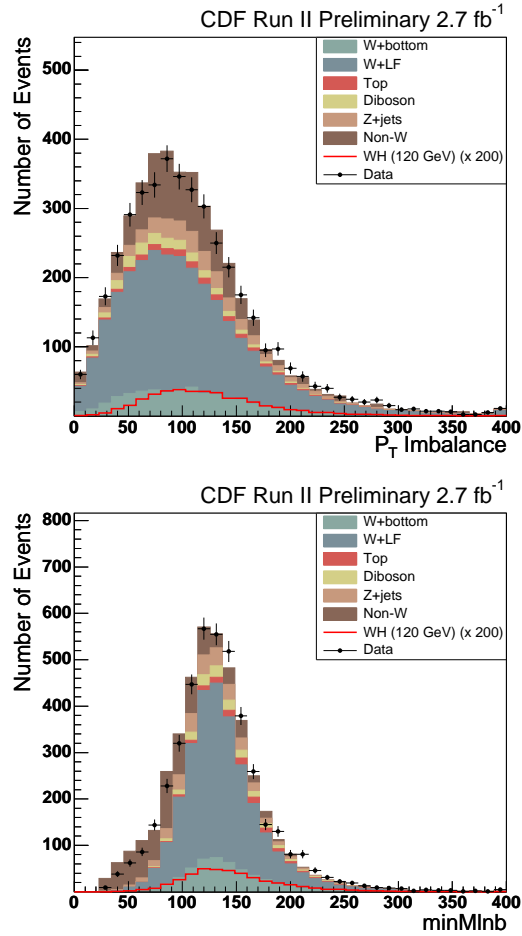 CDF Run II Preliminary 2.7 fb-1
Number of Events
500
400
300
200
100
W+bottom
W+LF
Top
Diboson
Z+jets
Non-W
WH (120 GeV) (x 200)
Data
0 50 100 150 200 250 300 350 400
PT Imbalance
CDF Run II Preliminary 2.7 fb-1
Number of Events
800
700
600
500
400
300
200
100
W+bottom
W+LF
Top
Diboson
Z+jets
Non-W
WH (120 GeV) (x 200)
Data
0 50 100 150 200 250 300 350 400
minMlnb